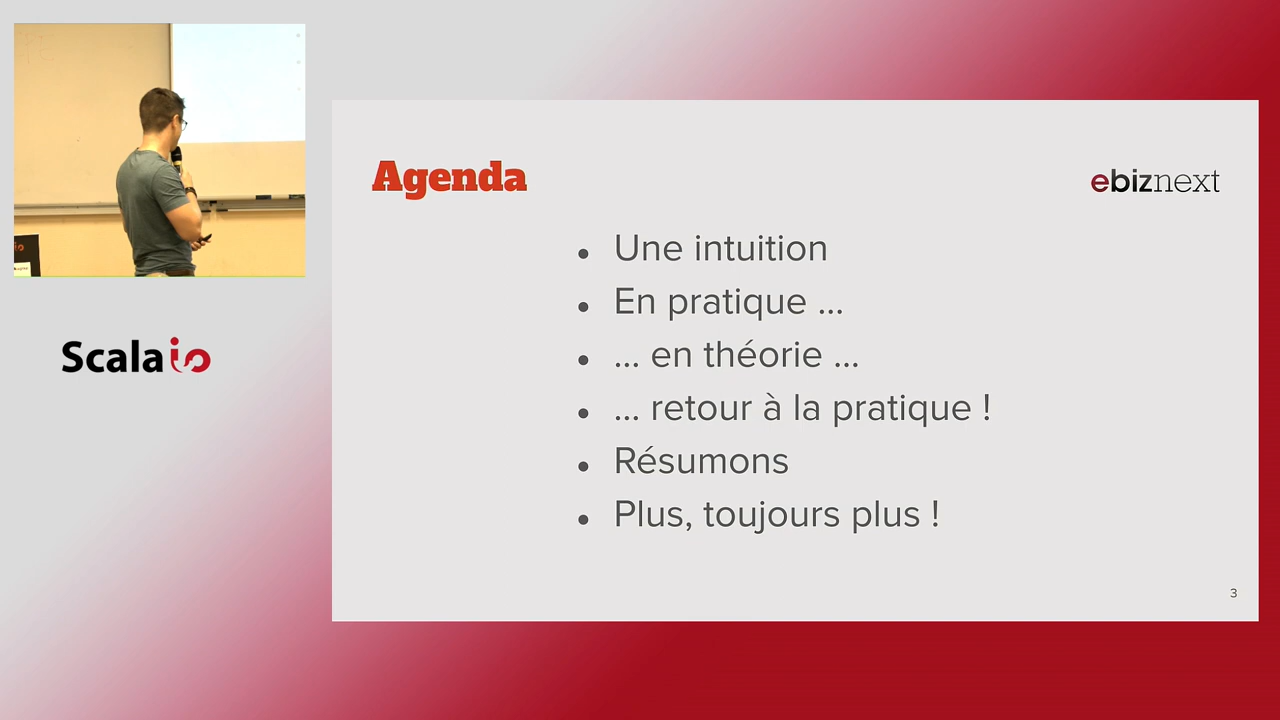 Agenda
ebiznext
Une intuition
En pratique ...
... en théorie ...
... retour à la pratique !
Résumons
Plus, toujours plus !
3
Scalaio